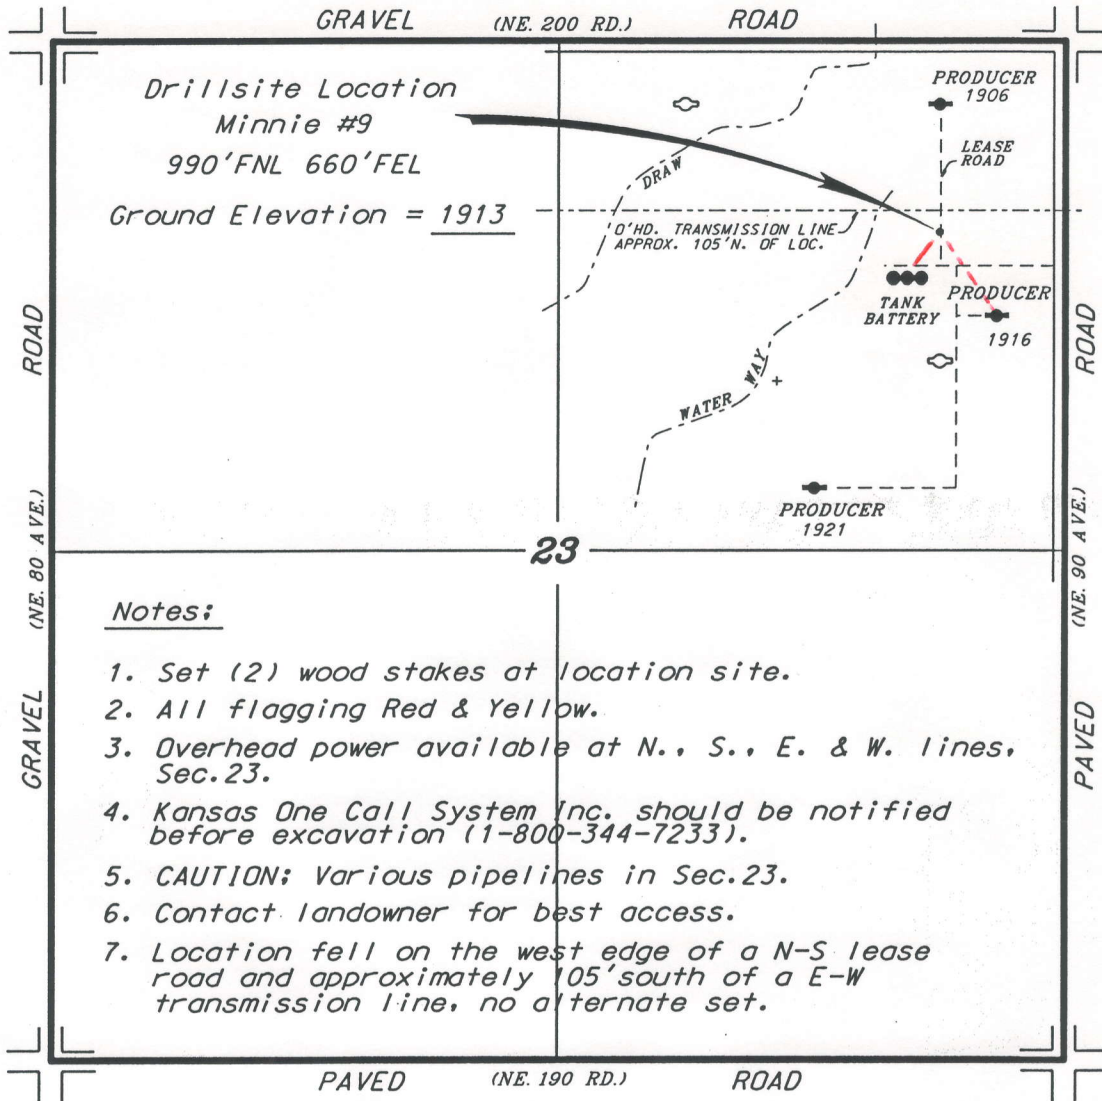 GRAVEL (NE. 200 RD.) ROAD
Drillsite Location
Minnie #9
990'FNL 660'FEL
Ground Elevation = 1913
PRODUCER
1906
LEASE
ROAD
DRAW
O'HD. TRANSMISSION LINE
APPROX. 105'N. OF LOC.
TANK
BATTERY
PRODUCER
1916
WATER WAY
PRODUCER
1921
23
GRAVEL (NE. 80 AVE.) ROAD
PAVED (NE. 90 AVE.) ROAD
Notes:
1. Set (2) wood stakes at location site.
2. All flagging Red & Yellow.
3. Overhead power available at N., S., E. & W. lines,
Sec.23.
4. Kansas One Call System Inc. should be notified
before excavation (1-800-344-7233).
5. CAUTION: Various pipelines in Sec.23.
6. Contact landowner for best access.
7. Location fell on the west edge of a N-S lease
road and approximately 105'south of a E-W
transmission line, no alternate set.
PAVED (NE. 190 RD.) ROAD